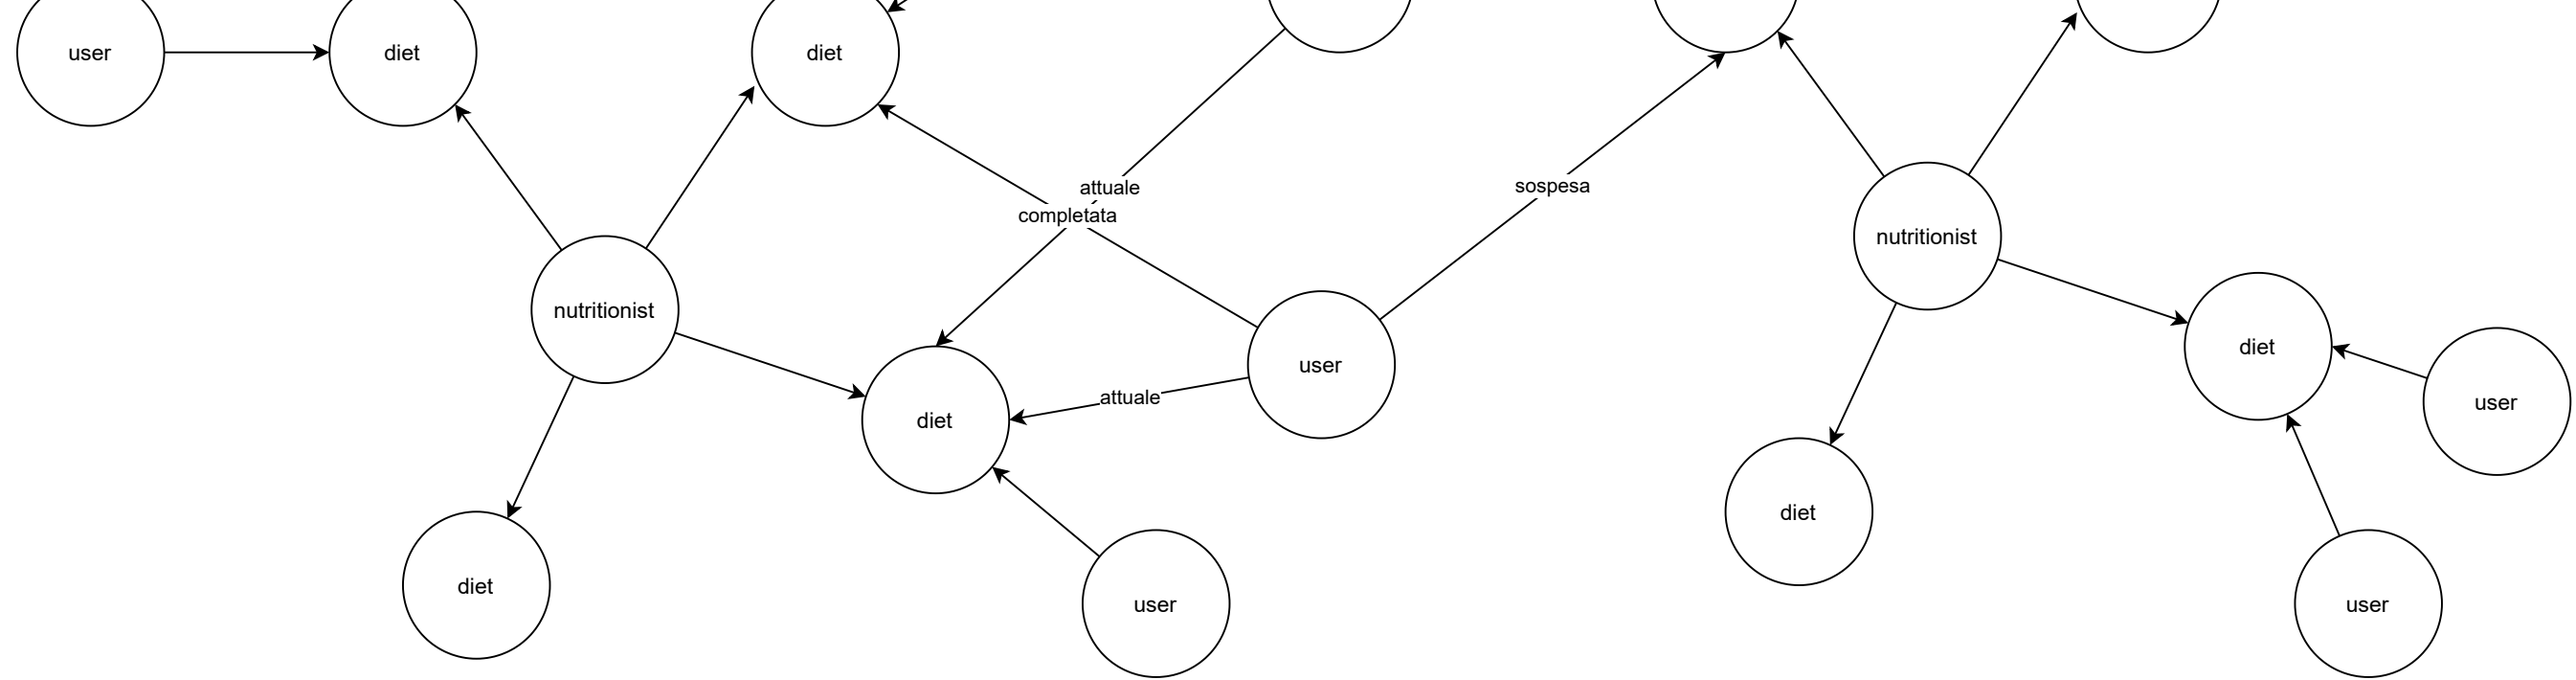 user
diet
diet
attuale
sospesa
completata
nutritionist
nutritionist
diet
user
attuale
user
diet
diet
diet
user
user